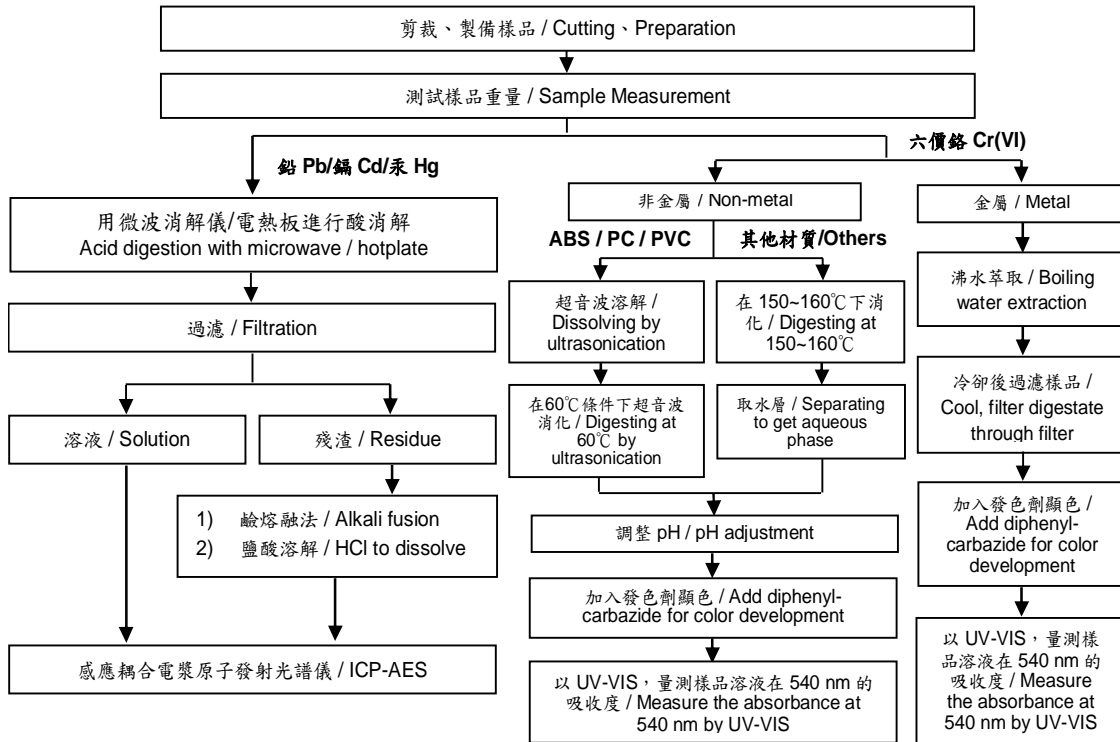 剪裁、製備樣品 / Cutting、Preparation
測試樣品重量 / Sample Measurement
鉛 Pb/鎘 Cd/汞 Hg
六價鉻 Cr(VI)
用微波消解儀/電熱板進行酸消解
Acid digestion with microwave / hotplate
過濾 / Filtration
溶液 / Solution
殘渣 / Residue
1) 鹼熔融法 / Alkali fusion
2) 鹽酸溶解 / HCl to dissolve
感應耦合電漿原子發射光譜儀 / ICP-AES
非金屬 / Non-metal
ABS / PC / PVC
其他材質/Others
超音波溶解 /
Dissolving by
ultrasonication
在60℃條件下超音波
消化 / Digesting at
60℃ by
ultrasonication
在 150~160℃下消
化 / Digesting at
150~160℃
取水層 / Separating
to get aqueous
phase
調整 pH / pH adjustment
加入發色劑顯色 / Add diphenyl-
carbazide for color development
以 UV-VIS，量測樣品溶液在 540 nm 的
吸收度 / Measure the absorbance at
540 nm by UV-VIS
金屬 / Metal
沸水萃取 / Boiling
water extraction
冷卻後過濾樣品 /
Cool, filter digestate
through filter
加入發色劑顯色 /
Add diphenyl-
carbazide for color
development
以 UV-VIS，量測樣
品溶液在 540 nm 的
吸收度 / Measure
the absorbance at
540 nm by UV-VIS